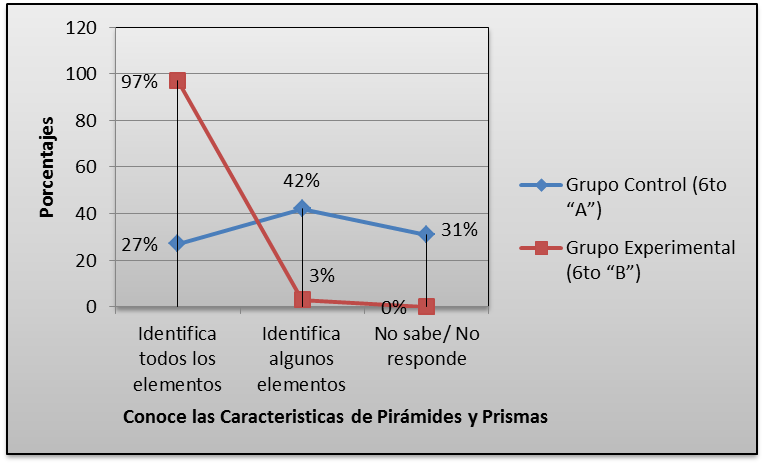 120
100
80
60
40
20
0
Porcentajes
97%
27%
42%
3%
31%
0%
Identifica
todos los
elementos
Identifica
algunos
elementos
No sabe/ No
responde
Conoce las Caracteristicas de Pirámides y Prismas
Grupo Control (6to
“A”)
Grupo Experimental
(6to “B”)